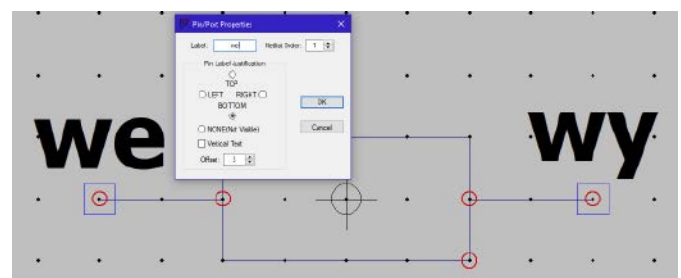 Pin/Port Properties
Label: we
Netlist Order: 1
Pin Label Justification
TOP
LEFT RIGHT
BOTTOM
NONE(Not Visible)
Vertical Text
Offset: 1
OK
Cancel
we
wy